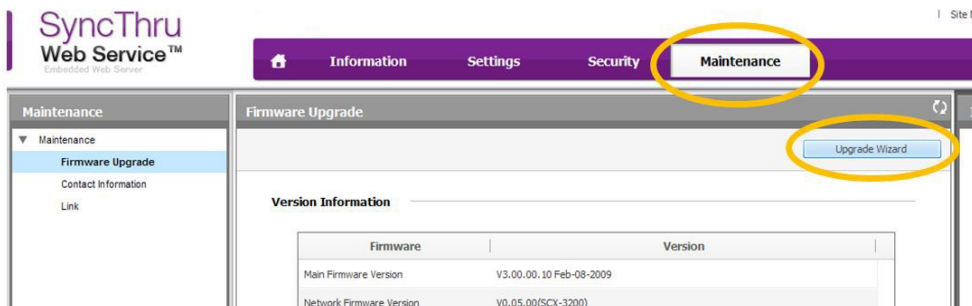 SyncThru
Web Service™
Embedded Web Server
| Site
Information Settings Security Maintenance
Maintenance
Maintenance
Firmware Upgrade
Contact Information
Link
Firmware Upgrade
Upgrade Wizard
Version Information
Firmware Version
Main Firmware Version V3.00.00.10 Feb-08-2009
Network Firmware Version V0.05.00(SCX-3200)